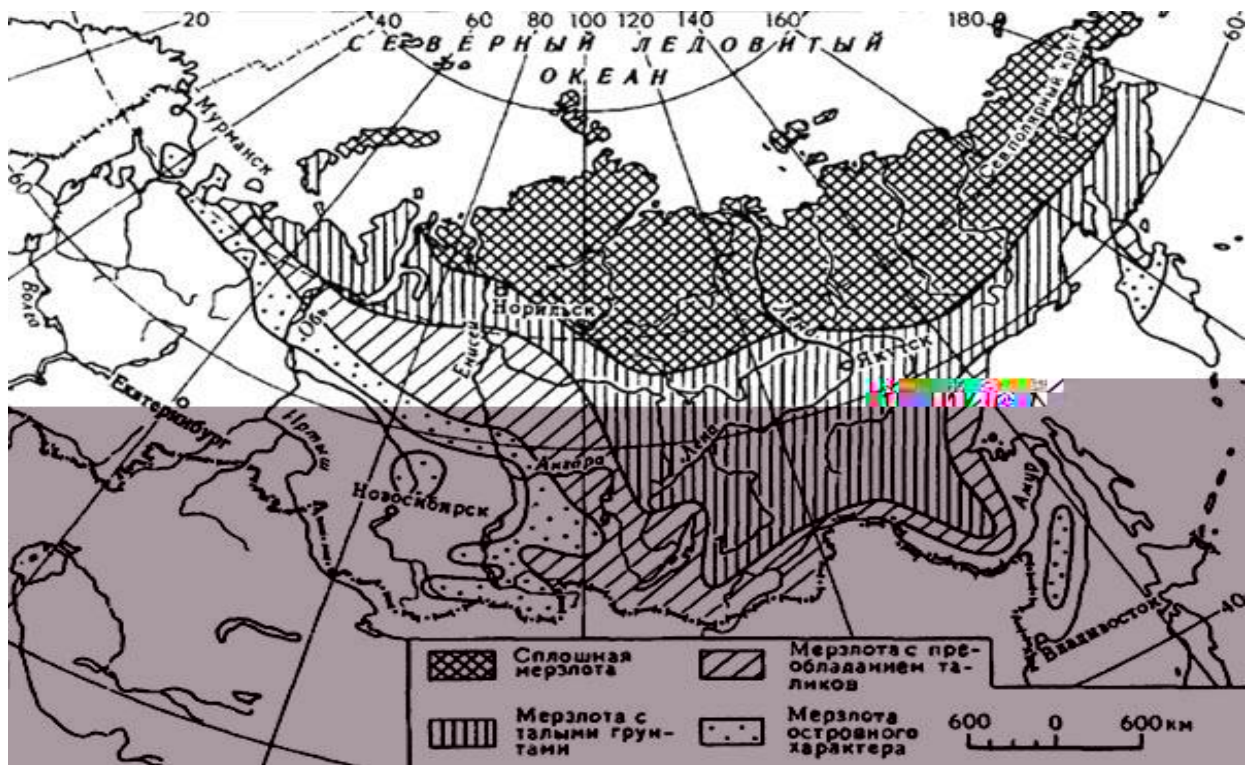 20 40 60 80 100 120 140 160 180 60
СЕВЕРНЫЙ ЛЕДОВИТЫЙ
ОКЕАН
Сев.полярный круг
Мурманск
60
Волга
Обь
Енисей
Норильск
Лена
Якутск
Екатеринбург
Иртыш
Новосибирск
Ангара
Лена
Амур
Владивосток
40
Сплошная
мерзлота
Мерзлота с
талыми грун-
тами
Мерзлота с пре-
обладанием та-
ликов
Мерзлота
островного
характера
600 0 600 км